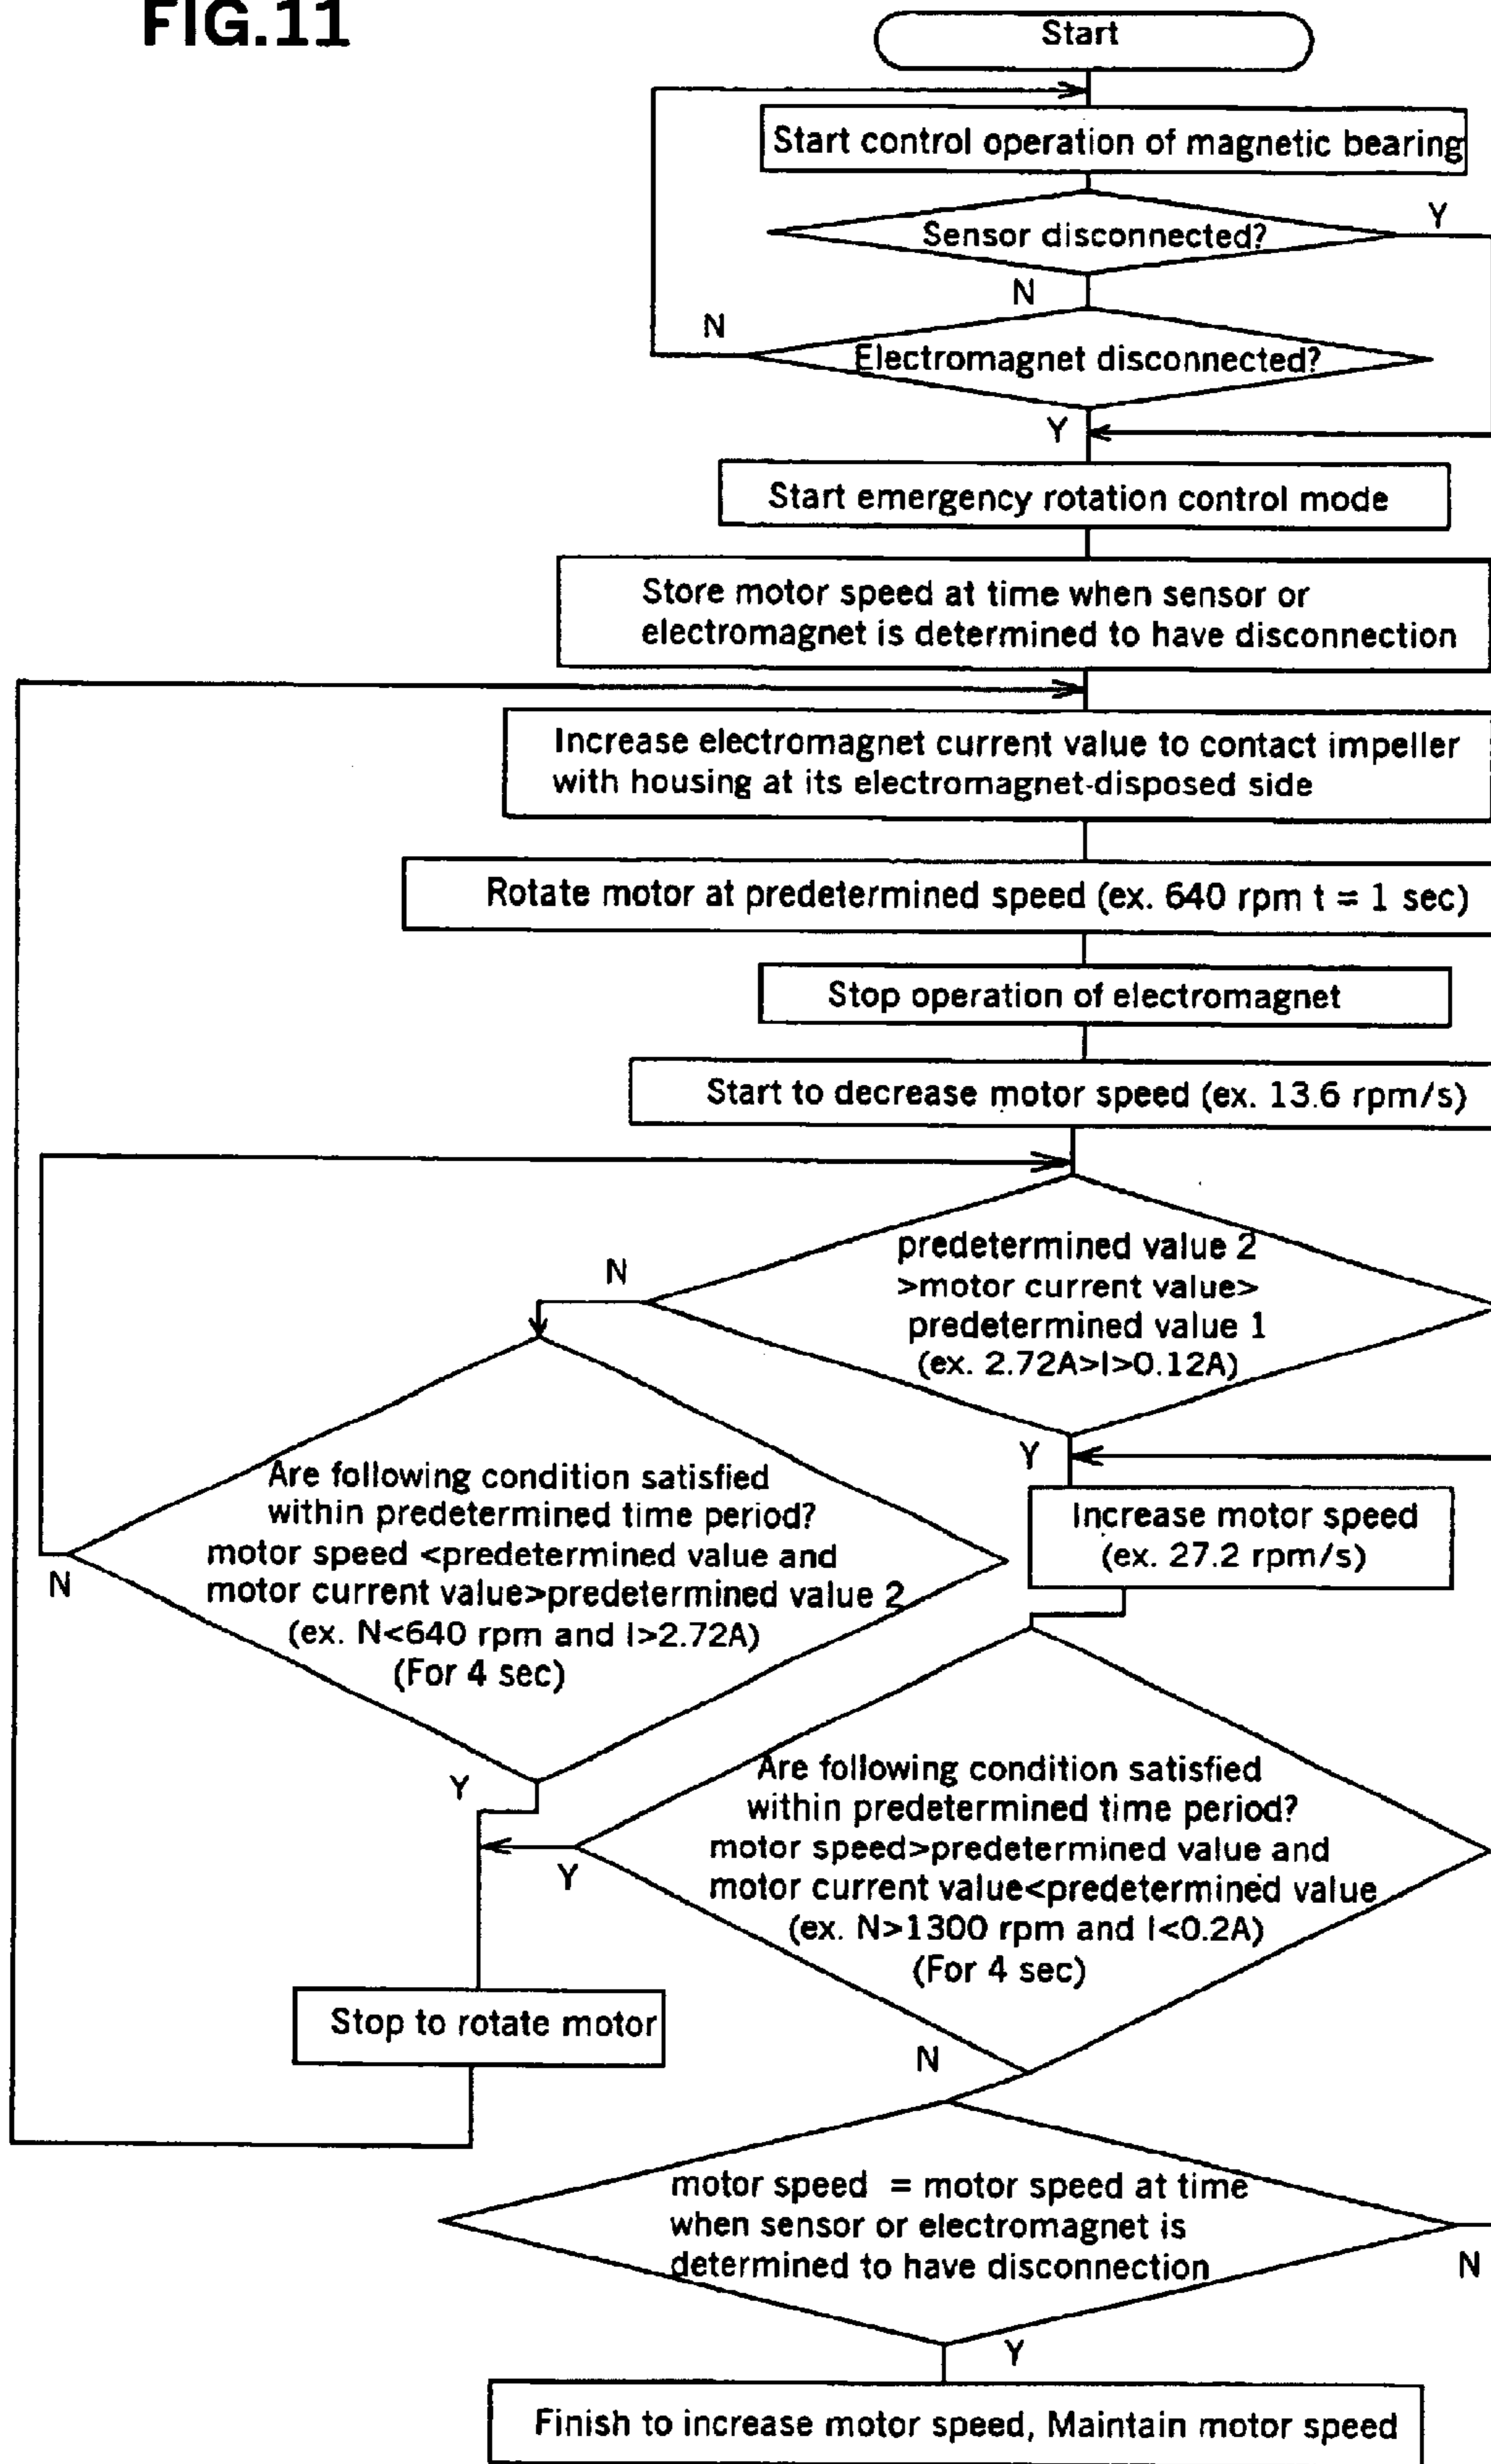 FIG.11
Start
Start control operation of magnetic bearing
Sensor disconnected?
Y
N
Electromagnet disconnected?
N
Y
Start emergency rotation control mode
Store motor speed at time when sensor or
electromagnet is determined to have disconnection
Increase electromagnet current value to contact impeller
with housing at its electromagnet-disposed side
Rotate motor at predetermined speed (ex. 640 rpm t = 1 sec)
Stop operation of electromagnet
Start to decrease motor speed (ex. 13.6 rpm/s)
predetermined value 2
>motor current value>
predetermined value 1
(ex. 2.72A>I>0.12A)
N
Y
Are following condition satisfied
within predetermined time period?
motor speed <predetermined value and
motor current value>predetermined value 2
(ex. N<640 rpm and I>2.72A)
(For 4 sec)
N
Y
Increase motor speed
(ex. 27.2 rpm/s)
Are following condition satisfied
within predetermined time period?
motor speed>predetermined value and
motor current value<predetermined value
(ex. N>1300 rpm and I<0.2A)
(For 4 sec)
Y
N
Stop to rotate motor
motor speed = motor speed at time
when sensor or electromagnet is
determined to have disconnection
N
Y
Finish to increase motor speed, Maintain motor speed